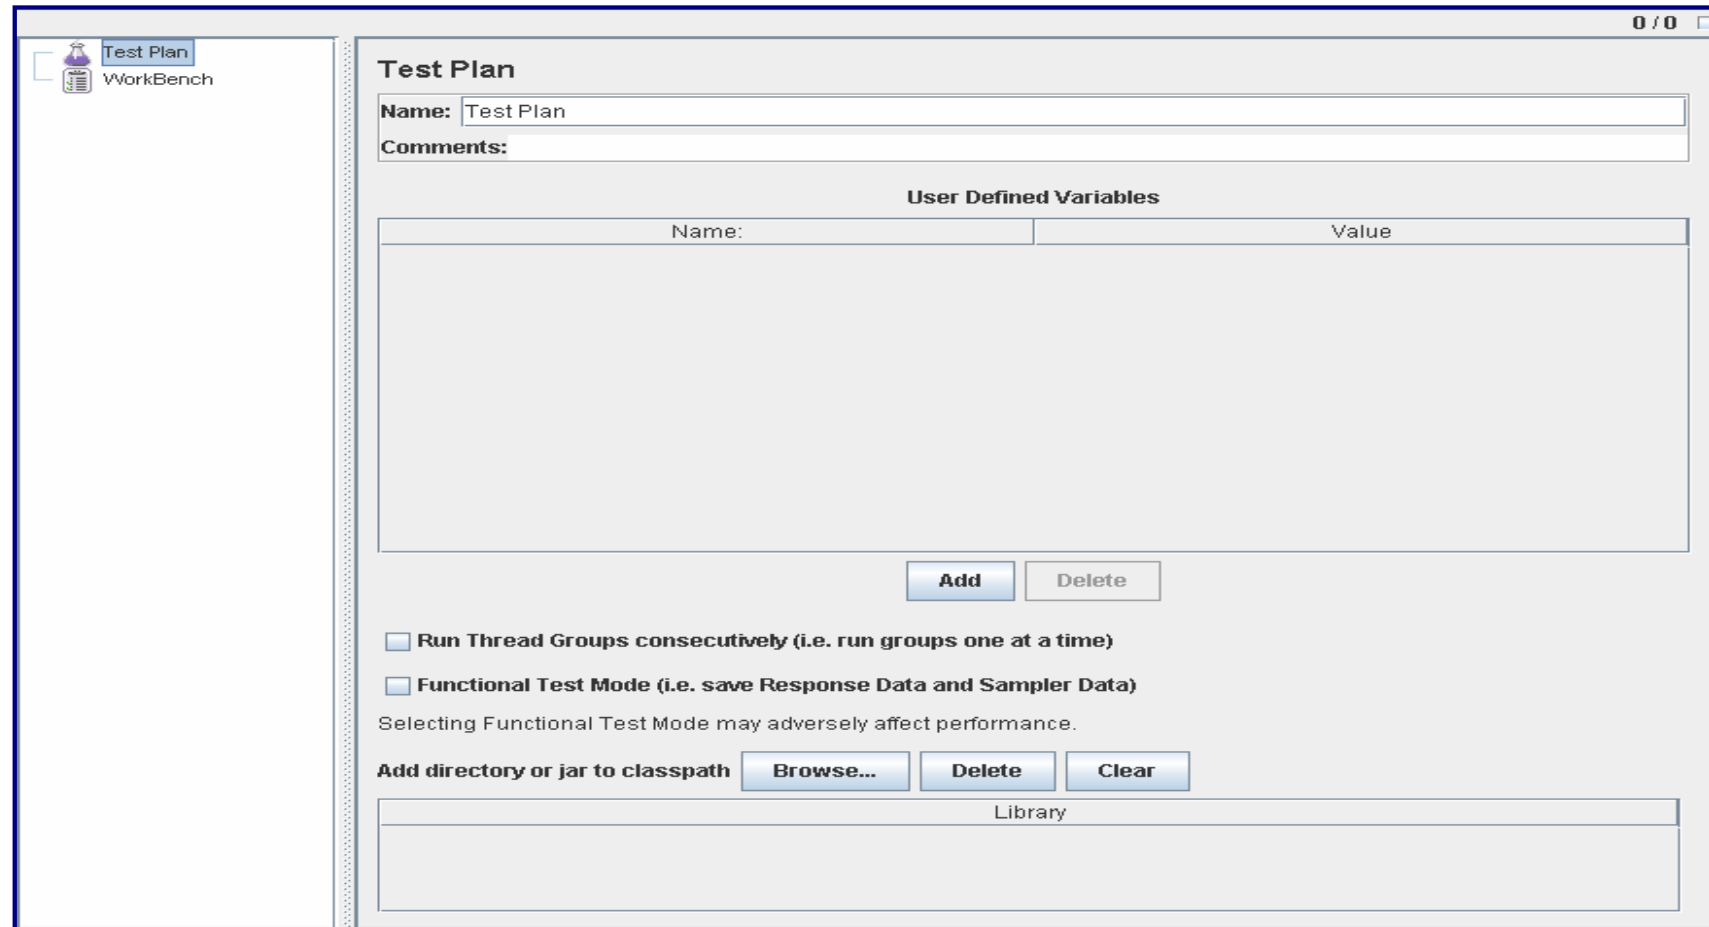 0 / 0
Test Plan
WorkBench
Test Plan
Name: Test Plan
Comments:
User Defined Variables
Name: Value
Add Delete
Run Thread Groups consecutively (i.e. run groups one at a time)
Functional Test Mode (i.e. save Response Data and Sampler Data)
Selecting Functional Test Mode may adversely affect performance.
Add directory or jar to classpath Browse... Delete Clear
Library